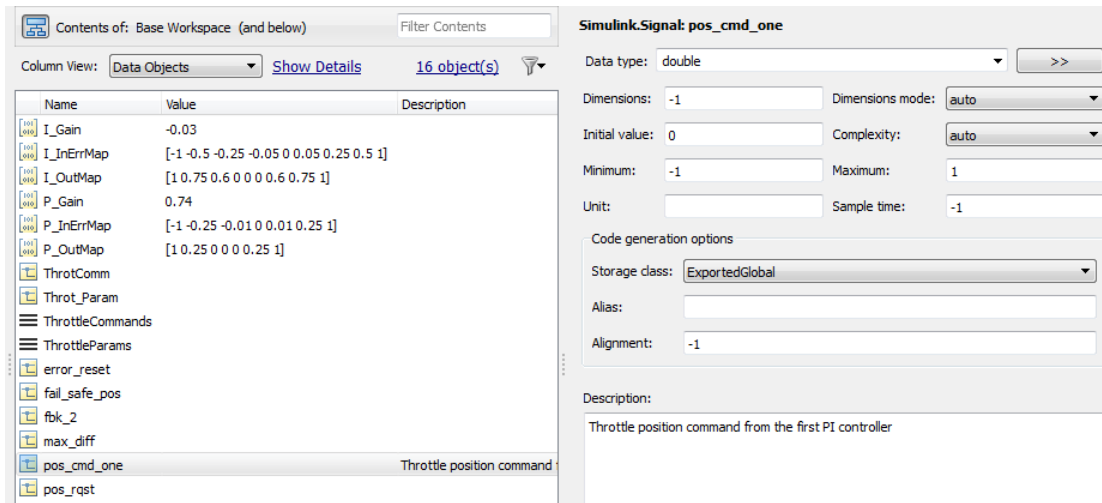 Contents of: Base Workspace (and below)
Filter Contents
Column View: Data Objects Show Details 16 object(s)
Name Value Description
I_Gain -0.03
I_InErrMap [-1 -0.5 -0.25 -0.05 0 0.05 0.25 0.5 1]
I_OutMap [1 0.75 0.6 0 0 0 0.6 0.75 1]
P_Gain 0.74
P_InErrMap [-1 -0.25 -0.01 0 0.01 0.25 1]
P_OutMap [1 0.25 0 0 0 0.25 1]
ThrotComm
Throt_Param
ThrottleCommands
ThrottleParams
error_reset
fail_safe_pos
fbk_2
max_diff
pos_cmd_one Throttle position command
pos_rqst
Simulink.Signal: pos_cmd_one
Data type: double >>
Dimensions: -1 Dimensions mode: auto
Initial value: 0 Complexity: auto
Minimum: -1 Maximum: 1
Unit: Sample time: -1
Code generation options
Storage class: ExportedGlobal
Alias:
Alignment: -1
Description:
Throttle position command from the first PI controller